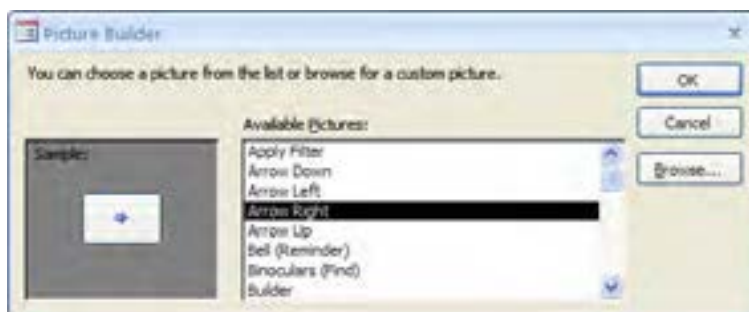 Picture Builder
You can choose a picture from the list or browse for a custom picture.
OK
Cancel
Browse...
Sample:
Available Pictures:
Apply Filter
Arrow Down
Arrow Left
Arrow Right
Arrow Up
Bell (Reminder)
Binoculars (Find)
Builder